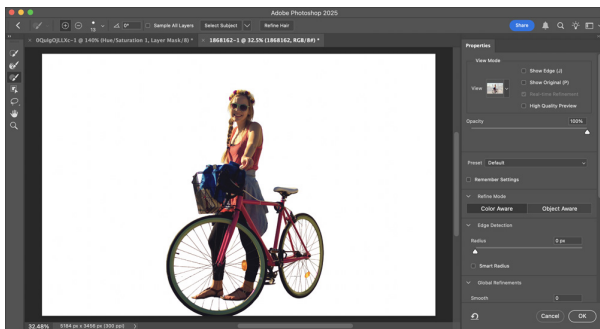 Adobe Photoshop 2025
13
0°
Sample All Layers
Select Subject
Refine Hair
Share
× 0QuIgOjLLXc-1 @ 140% (Hue/Saturation 1, Layer Mask/8) *
× 1868162-1 @ 32.5% (1868162, RGB/8#) *
Properties
View Mode
Show Edge (J)
Show Original (P)
View
Real-time Refinement
High Quality Preview
Opacity
100%
Preset
Default
Remember Settings
Refine Mode
Color Aware
Object Aware
Edge Detection
Radius
0 px
Smart Radius
Global Refinements
Smooth
0
32.48%
5184 px x 3456 px (300 ppi)
Cancel
OK